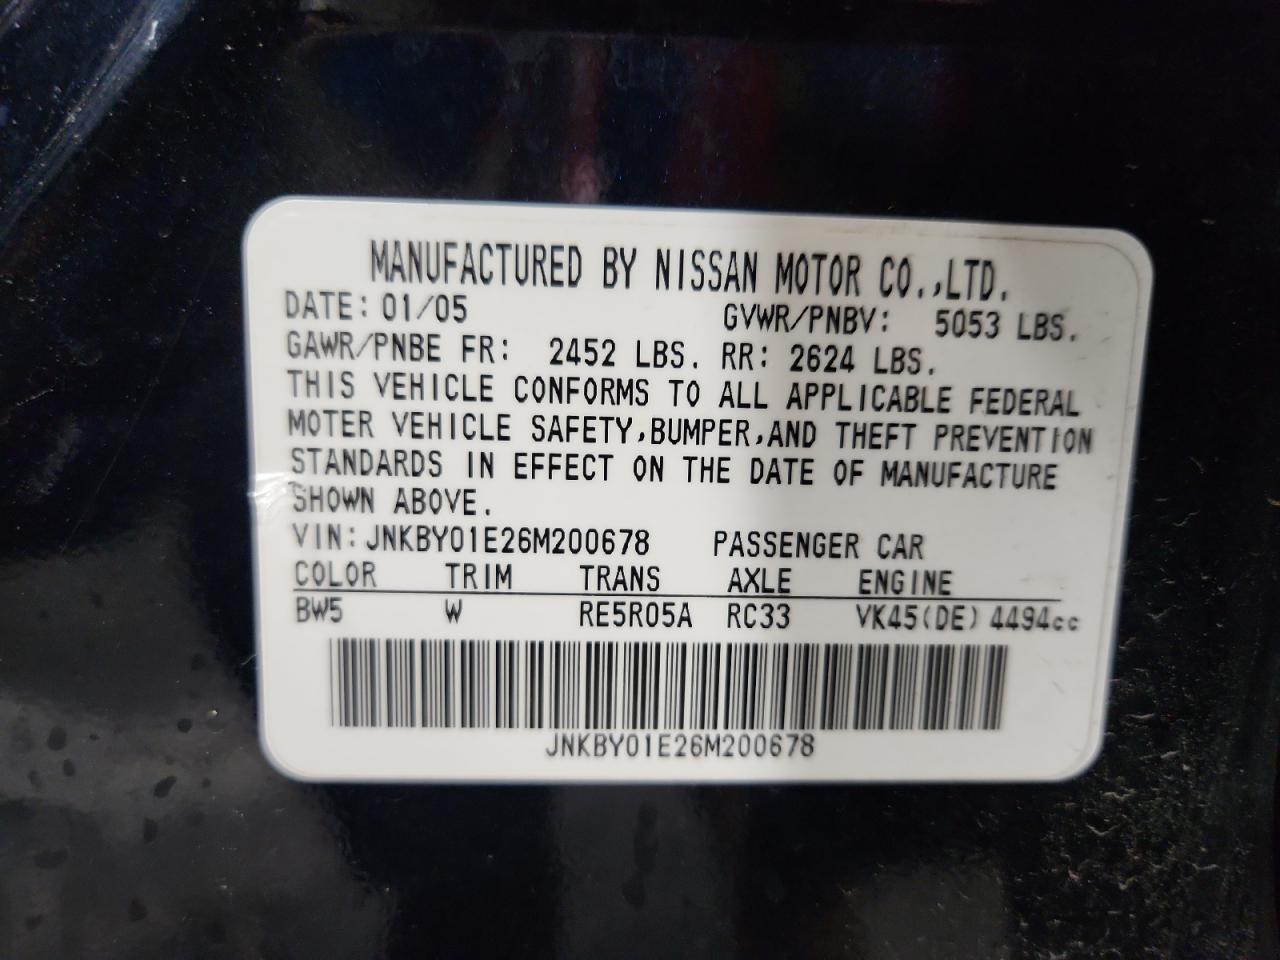 MANUFACTURED BY NISSAN MOTOR CO.,LTD.
DATE: 01/05 GVWR/PNBV: 5053 LBS.
GAWR/PNBE FR: 2452 LBS. RR: 2624 LBS.
THIS VEHICLE CONFORMS TO ALL APPLICABLE FEDERAL
MOTER VEHICLE SAFETY,BUMPER,AND THEFT PREVENTION
STANDARDS IN EFFECT ON THE DATE OF MANUFACTURE
SHOWN ABOVE.
VIN: JNKBY01E26M200678 PASSENGER CAR
COLOR TRIM TRANS AXLE ENGINE
BW5 W RE5R05A RC33 VK45(DE) 4494cc
JNKBY01E26M200678